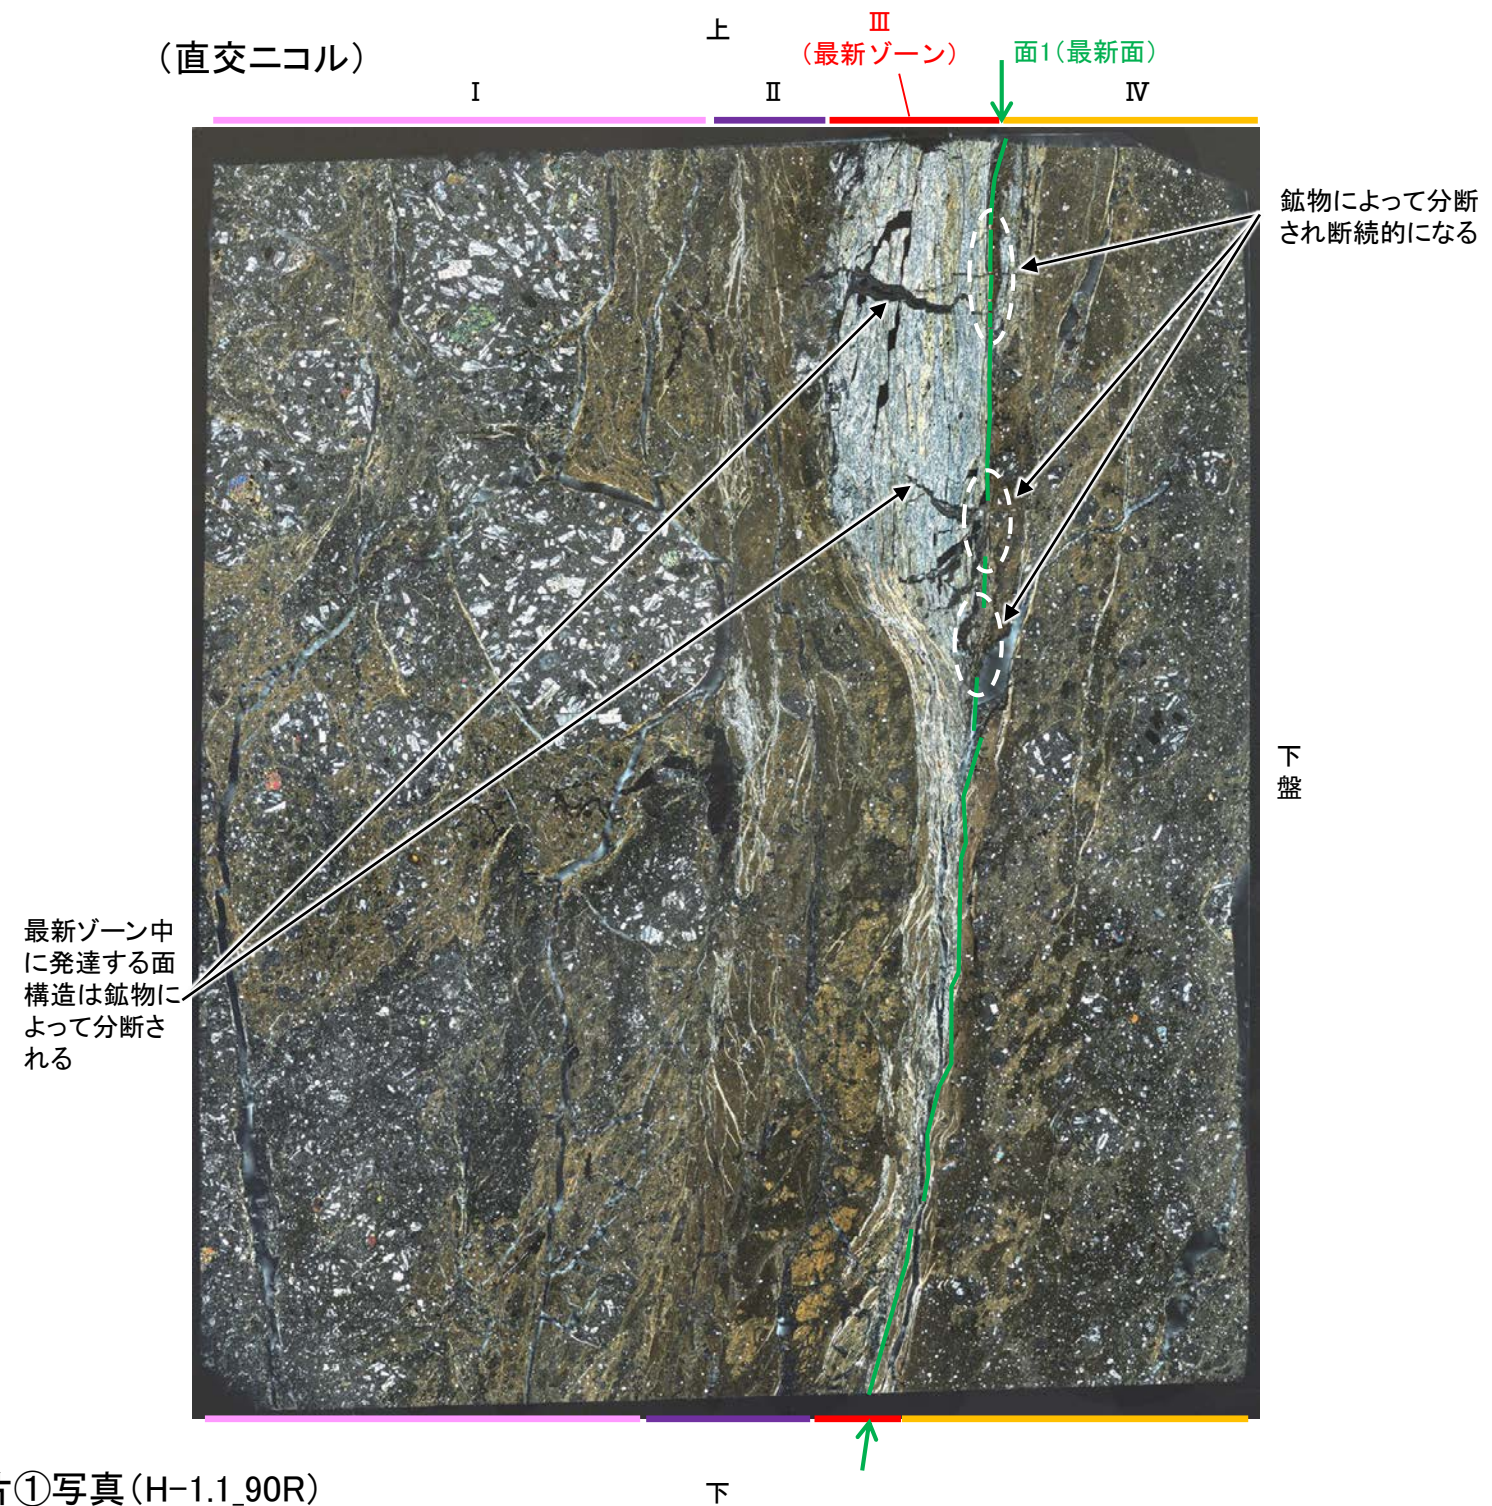 (直交ニコル)
上
Ⅲ
(最新ゾーン)
面1(最新面)
Ⅰ
Ⅱ
Ⅳ
鉱物によって分断
され断続的になる
下
盤
最新ゾーン中
に発達する面
構造は鉱物に
よって分断さ
れる
片①写真(H-1.1_90R)
下